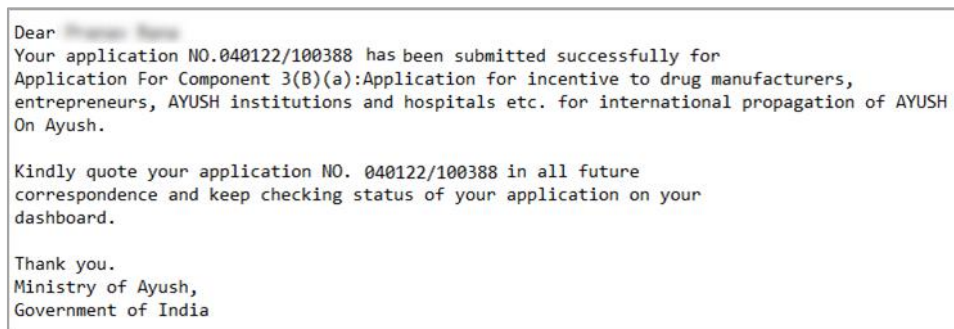 Dear
Your application NO.040122/100388 has been submitted successfully for
Application For Component 3(B)(a):Application for incentive to drug manufacturers,
entrepreneurs, AYUSH institutions and hospitals etc. for international propagation of AYUSH
On Ayush.
Kindly quote your application NO. 040122/100388 in all future
correspondence and keep checking status of your application on your
dashboard.
Thank you.
Ministry of Ayush,
Government of India